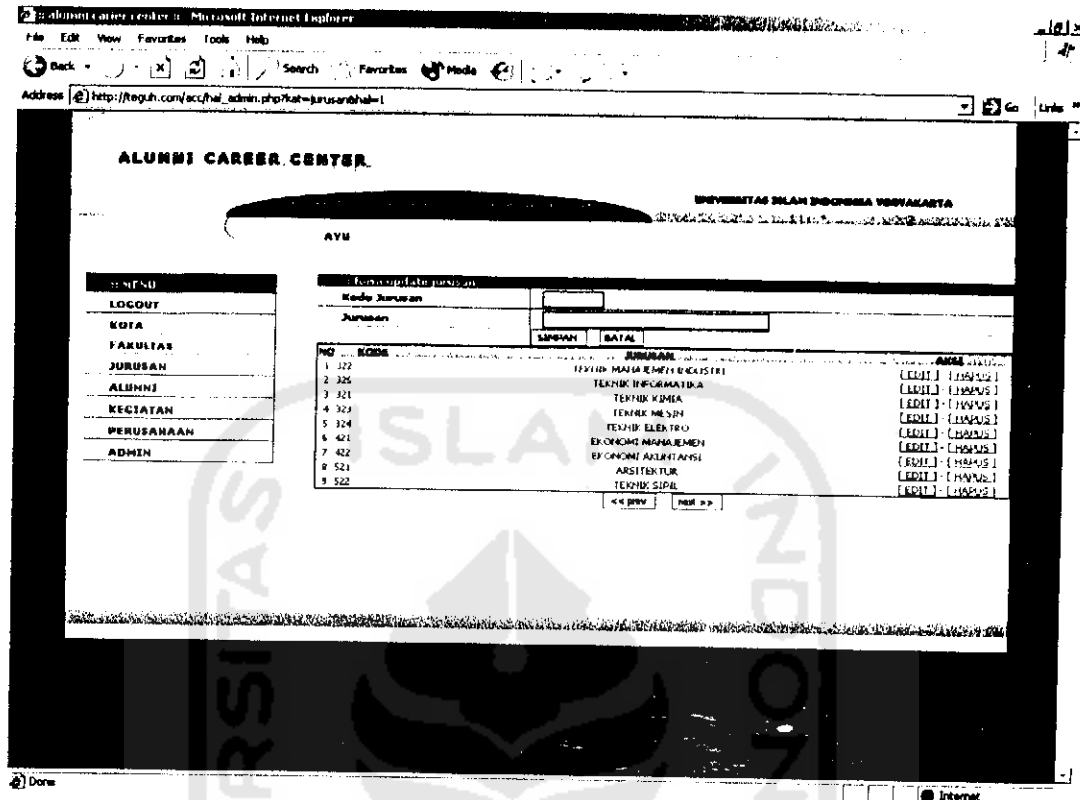 :: alumni carier center :: - Microsoft Internet Explorer
File Edit View Favorites Tools Help
Back Search Favorites Media
Address http://teguh.com/acc/hal_admin.php?kat=jurusan&hal=1 Go Links »
ALUMNI CAREER CENTER
UNIVERSITAS ISLAM INDONESIA YOGYAKARTA
AYU
:: MENU
LOGOUT
KOTA
FAKULTAS
JURUSAN
ALUMNI
KEGIATAN
PERUSAHAAN
ADMIN
:: form update jurusan
Kode Jurusan
Jurusan
SIMPAN BATAL
NO KODE JURUSAN AKSI
1 322 TEKNIK MANAJEMEN INDUSTRI [ EDIT ] - [ HAPUS ]
2 325 TEKNIK INFORMATIKA [ EDIT ] - [ HAPUS ]
3 321 TEKNIK KIMIA [ EDIT ] - [ HAPUS ]
4 323 TEKNIK MESIN [ EDIT ] - [ HAPUS ]
5 324 TEKNIK ELEKTRO [ EDIT ] - [ HAPUS ]
6 421 EKONOMI MANAJEMEN [ EDIT ] - [ HAPUS ]
7 422 EKONOMI AKUNTANSI [ EDIT ] - [ HAPUS ]
8 521 ARSITEKTUR [ EDIT ] - [ HAPUS ]
9 522 TEKNIK SIPIL [ EDIT ] - [ HAPUS ]
<< prev next >>
ISLAM
Done Internet